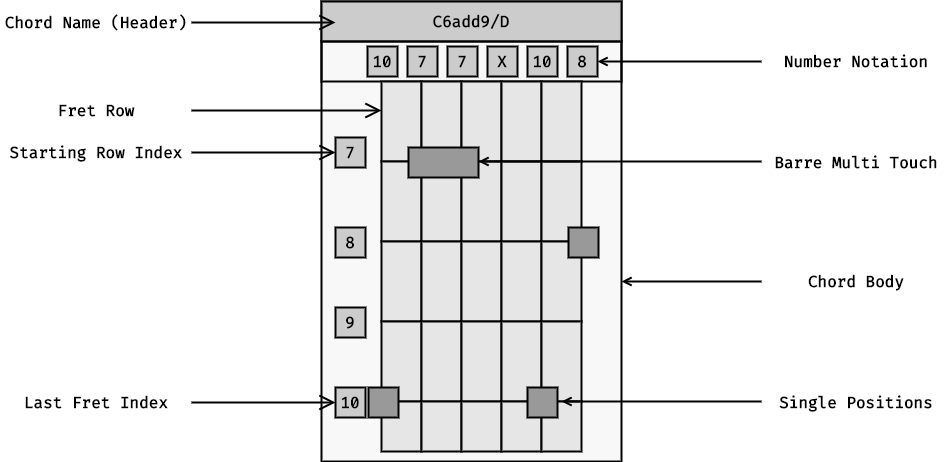 Chord Name (Header)
C6add9/D
10 7 7 X 10 8
Number Notation
Fret Row
Starting Row Index
7
Barre Multi Touch
8
Chord Body
9
Last Fret Index
10
Single Positions